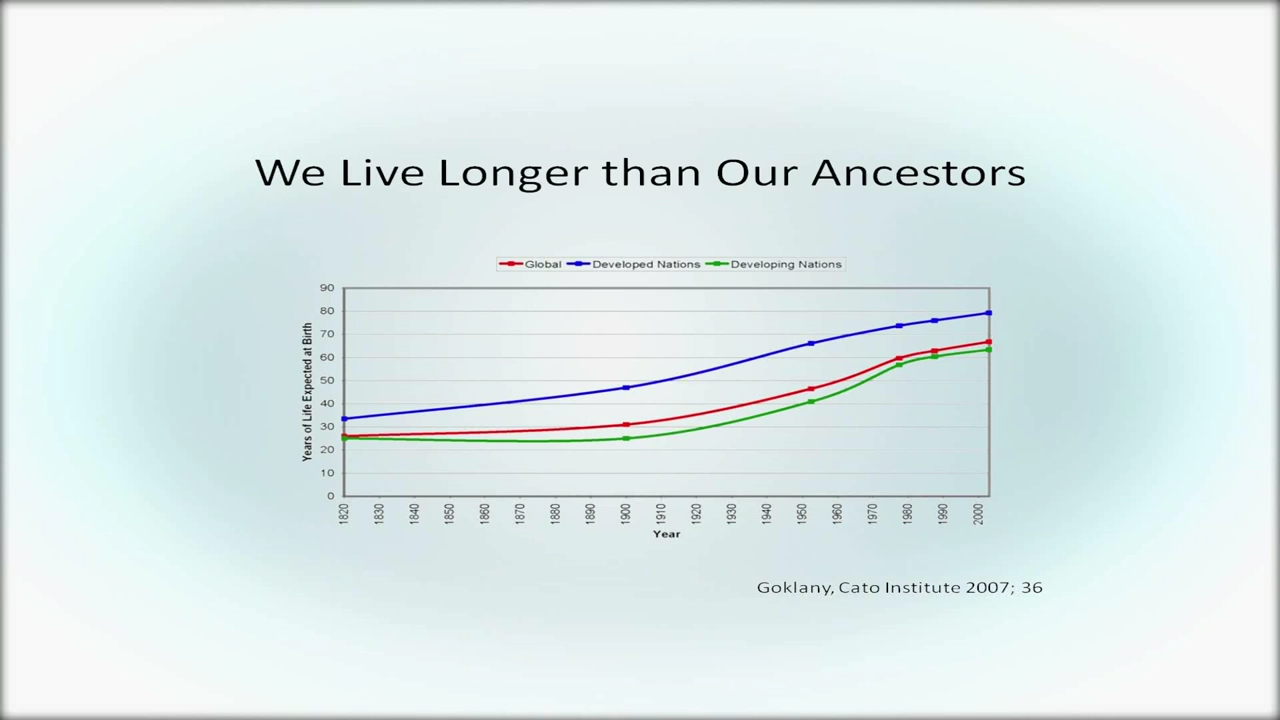 We Live Longer than Our Ancestors
Global Developed Nations Developing Nations
90
80
70
60
50
40
30
20
10
0
Years of Life Expected at Birth
1820 1830 1840 1850 1860 1870 1880 1890 1900 1910 1920 1930 1940 1950 1960 1970 1980 1990 2000
Year
Goklany, Cato Institute 2007; 36